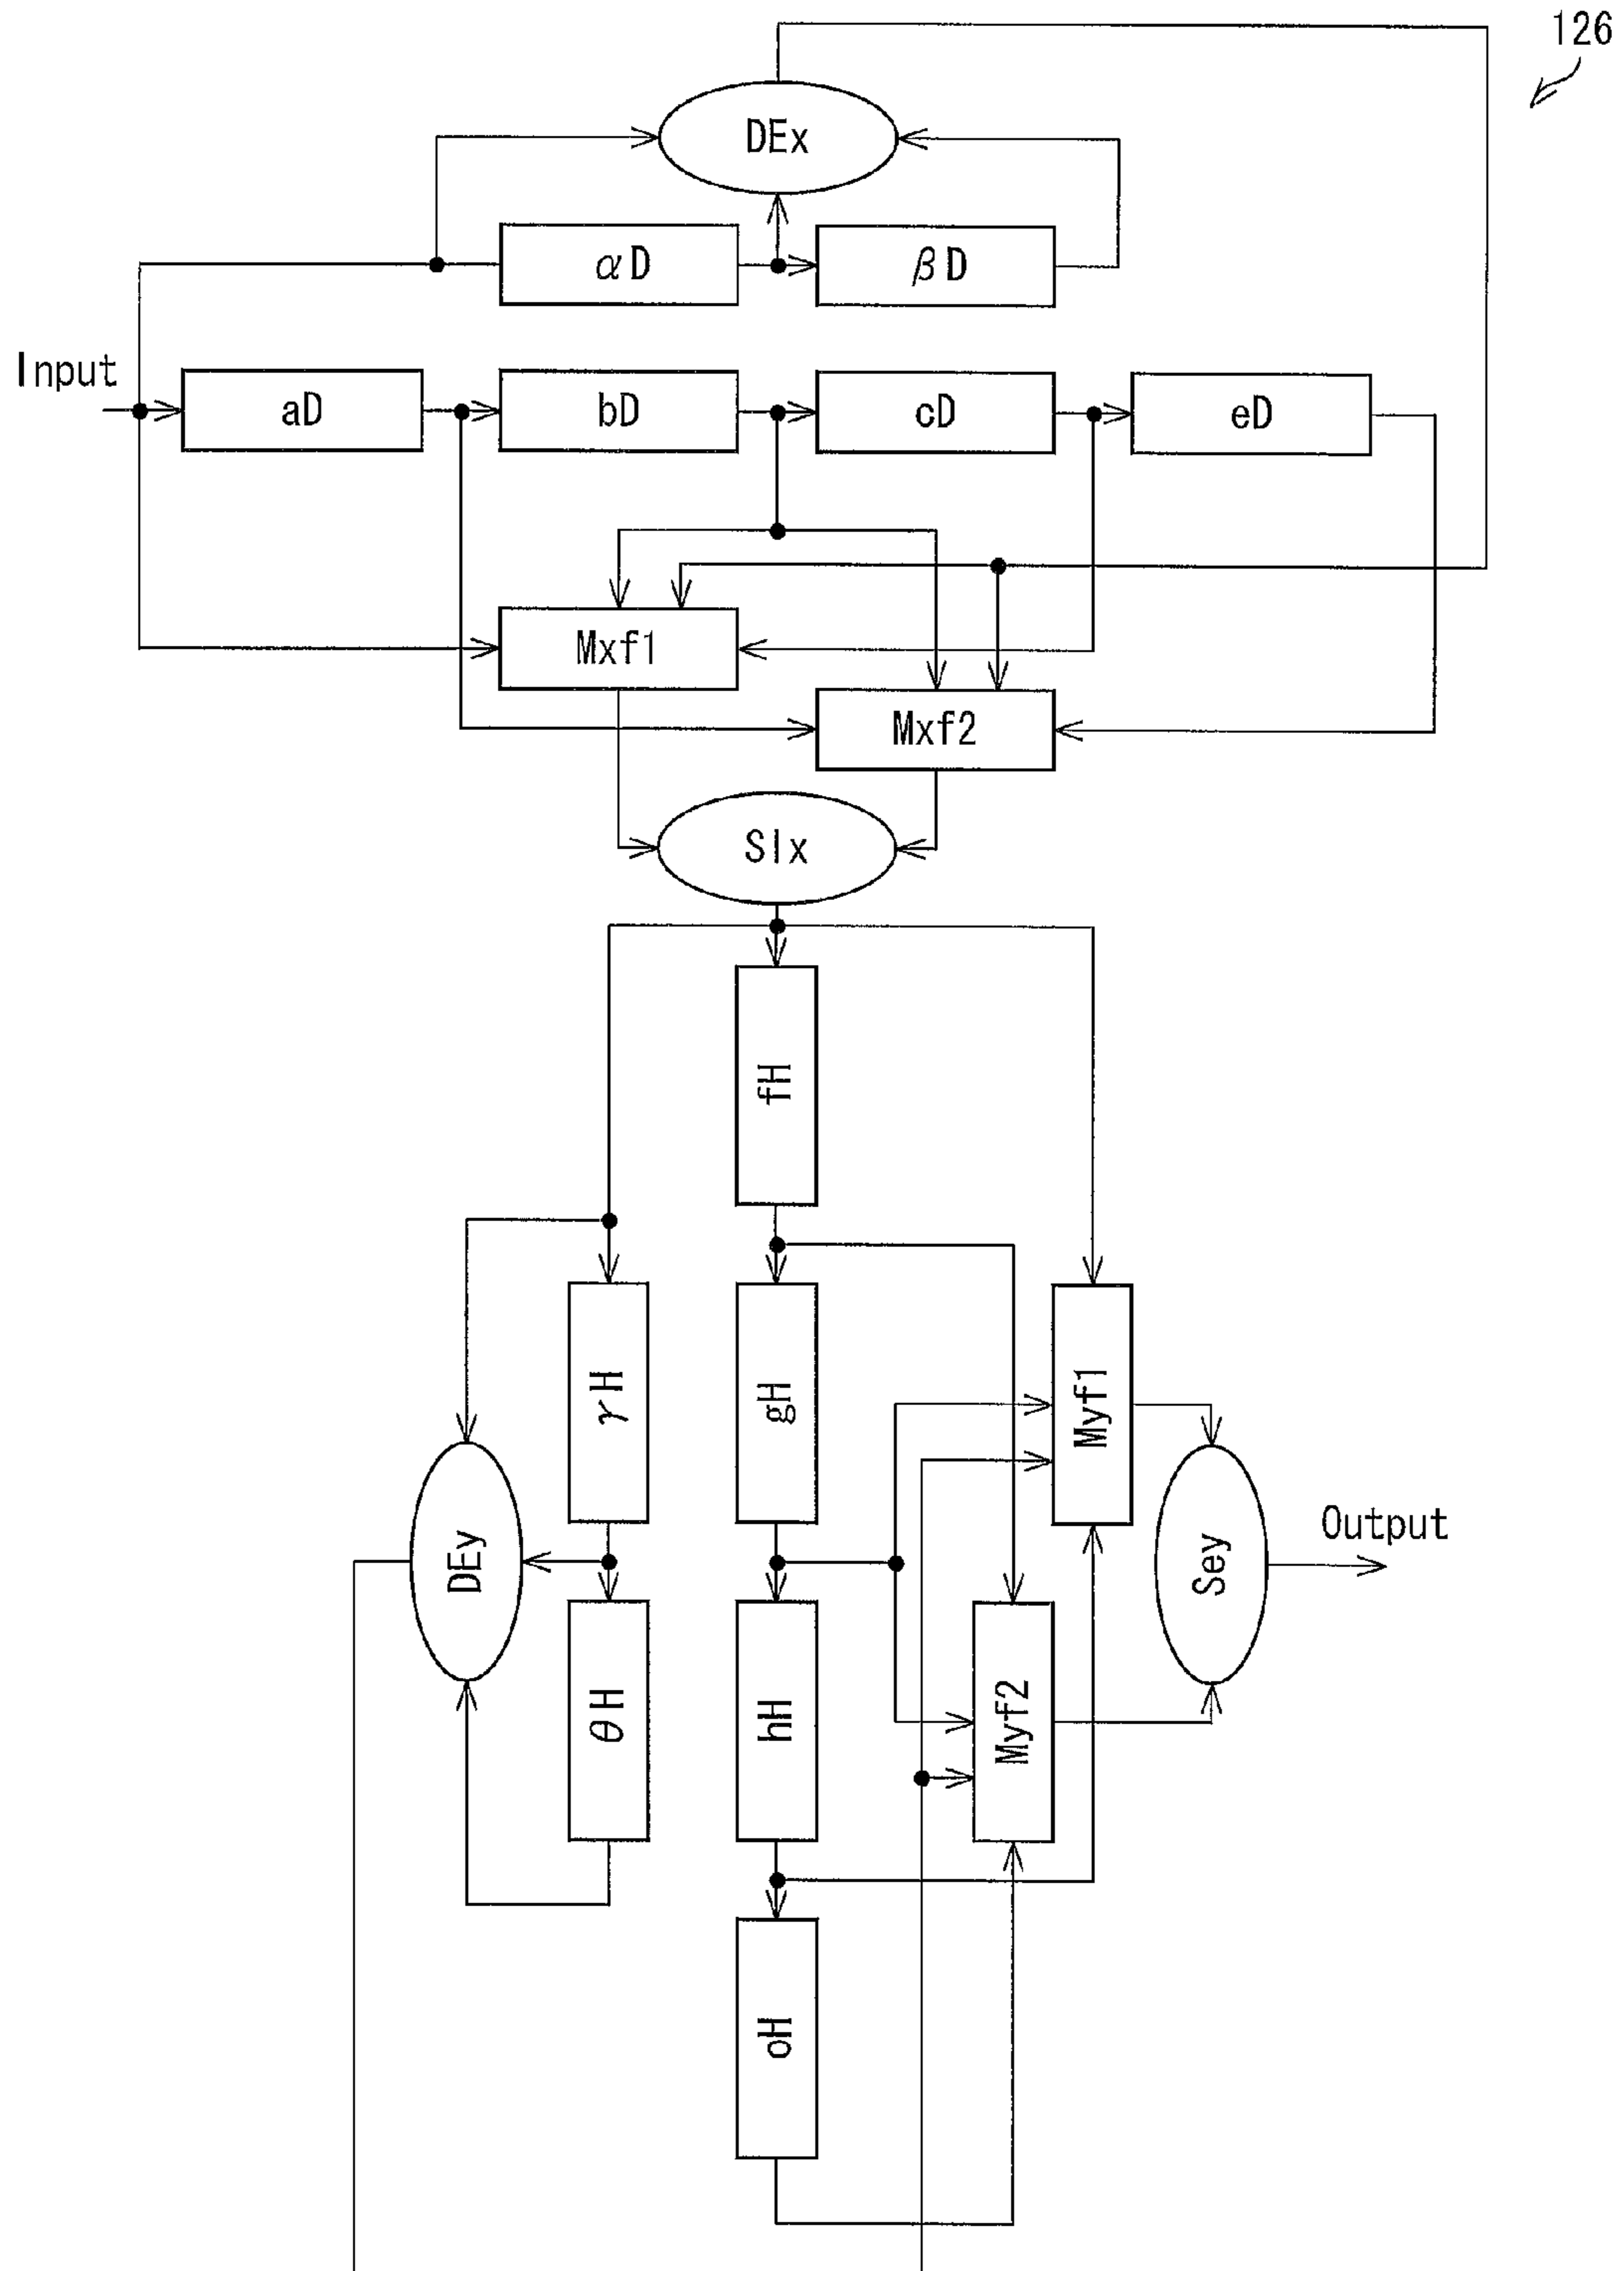 126
DEx
αD
βD
Input
aD
bD
cD
eD
Mxf1
Mxf2
SIx
fH
γH
gH
Myf1
DEy
Sey
Output
θH
hH
Myf2
oH